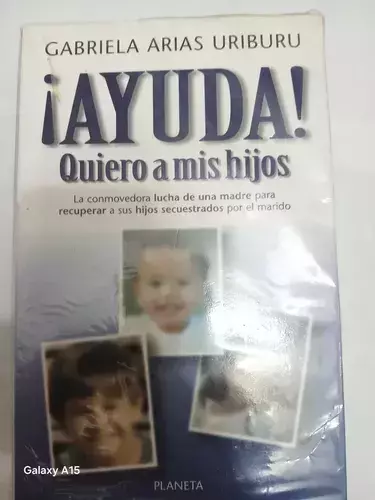 GABRIELA ARIAS URIBURU
¡AYUDA!
Quiero a mis hijos
La conmovedora lucha de una madre para
recuperar a sus hijos secuestrados por el marido
PLANETA
Galaxy A15